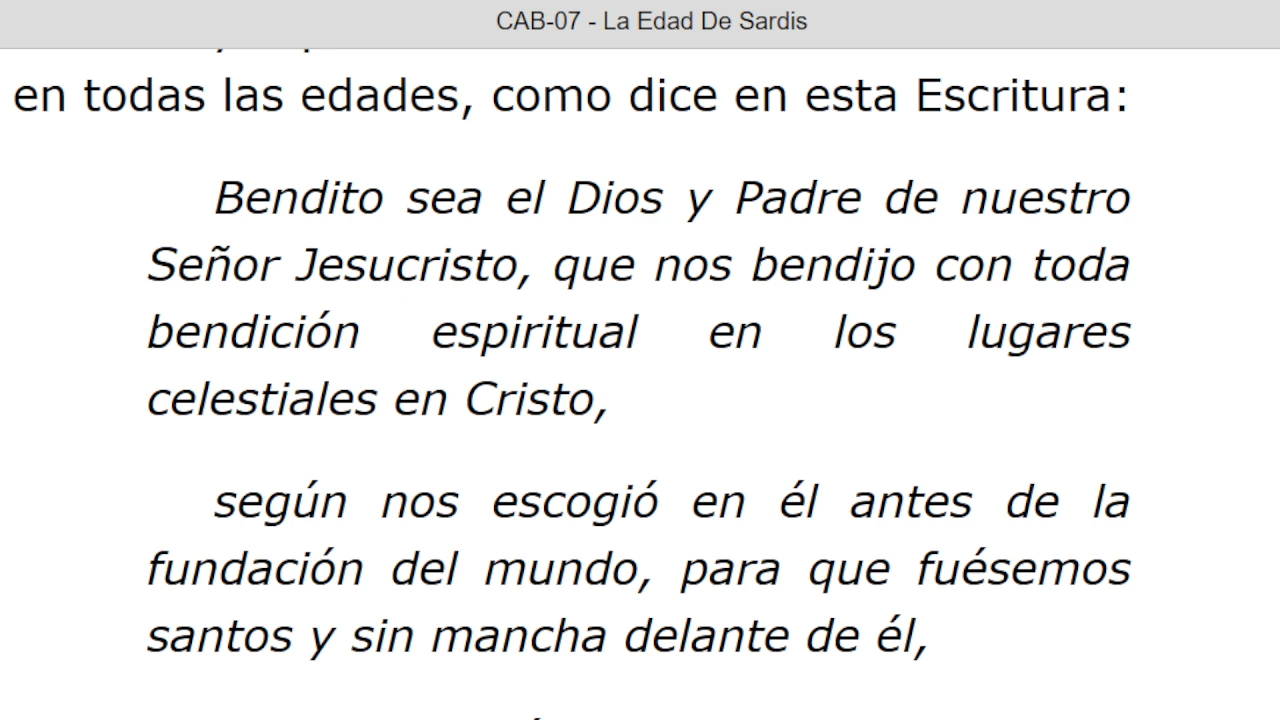 CAB-07 - La Edad De Sardis
en todas las edades, como dice en esta Escritura:
Bendito sea el Dios y Padre de nuestro
Señor Jesucristo, que nos bendijo con toda
bendición espiritual en los lugares
celestiales en Cristo,
según nos escogió en él antes de la
fundación del mundo, para que fuésemos
santos y sin mancha delante de él,